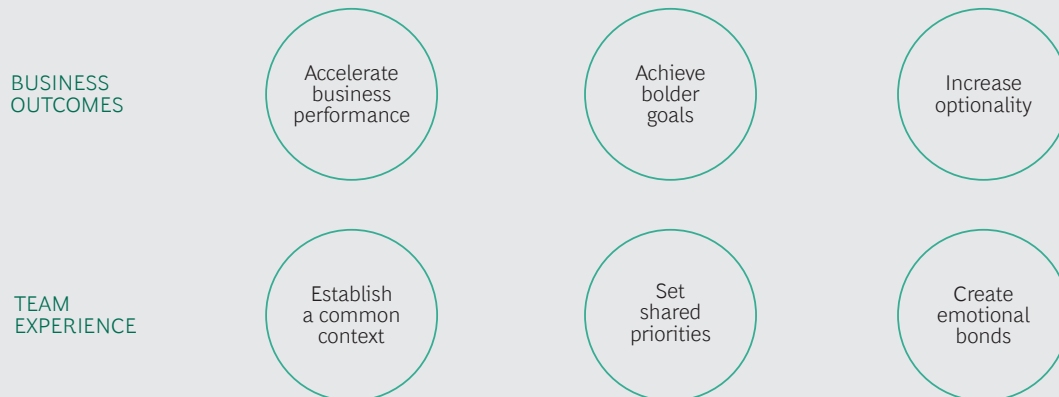 BUSINESS
OUTCOMES
Accelerate
business
performance
Achieve
bolder
goals
Increase
optionality
TEAM
EXPERIENCE
Establish
a common
context
Set
shared
priorities
Create
emotional
bonds